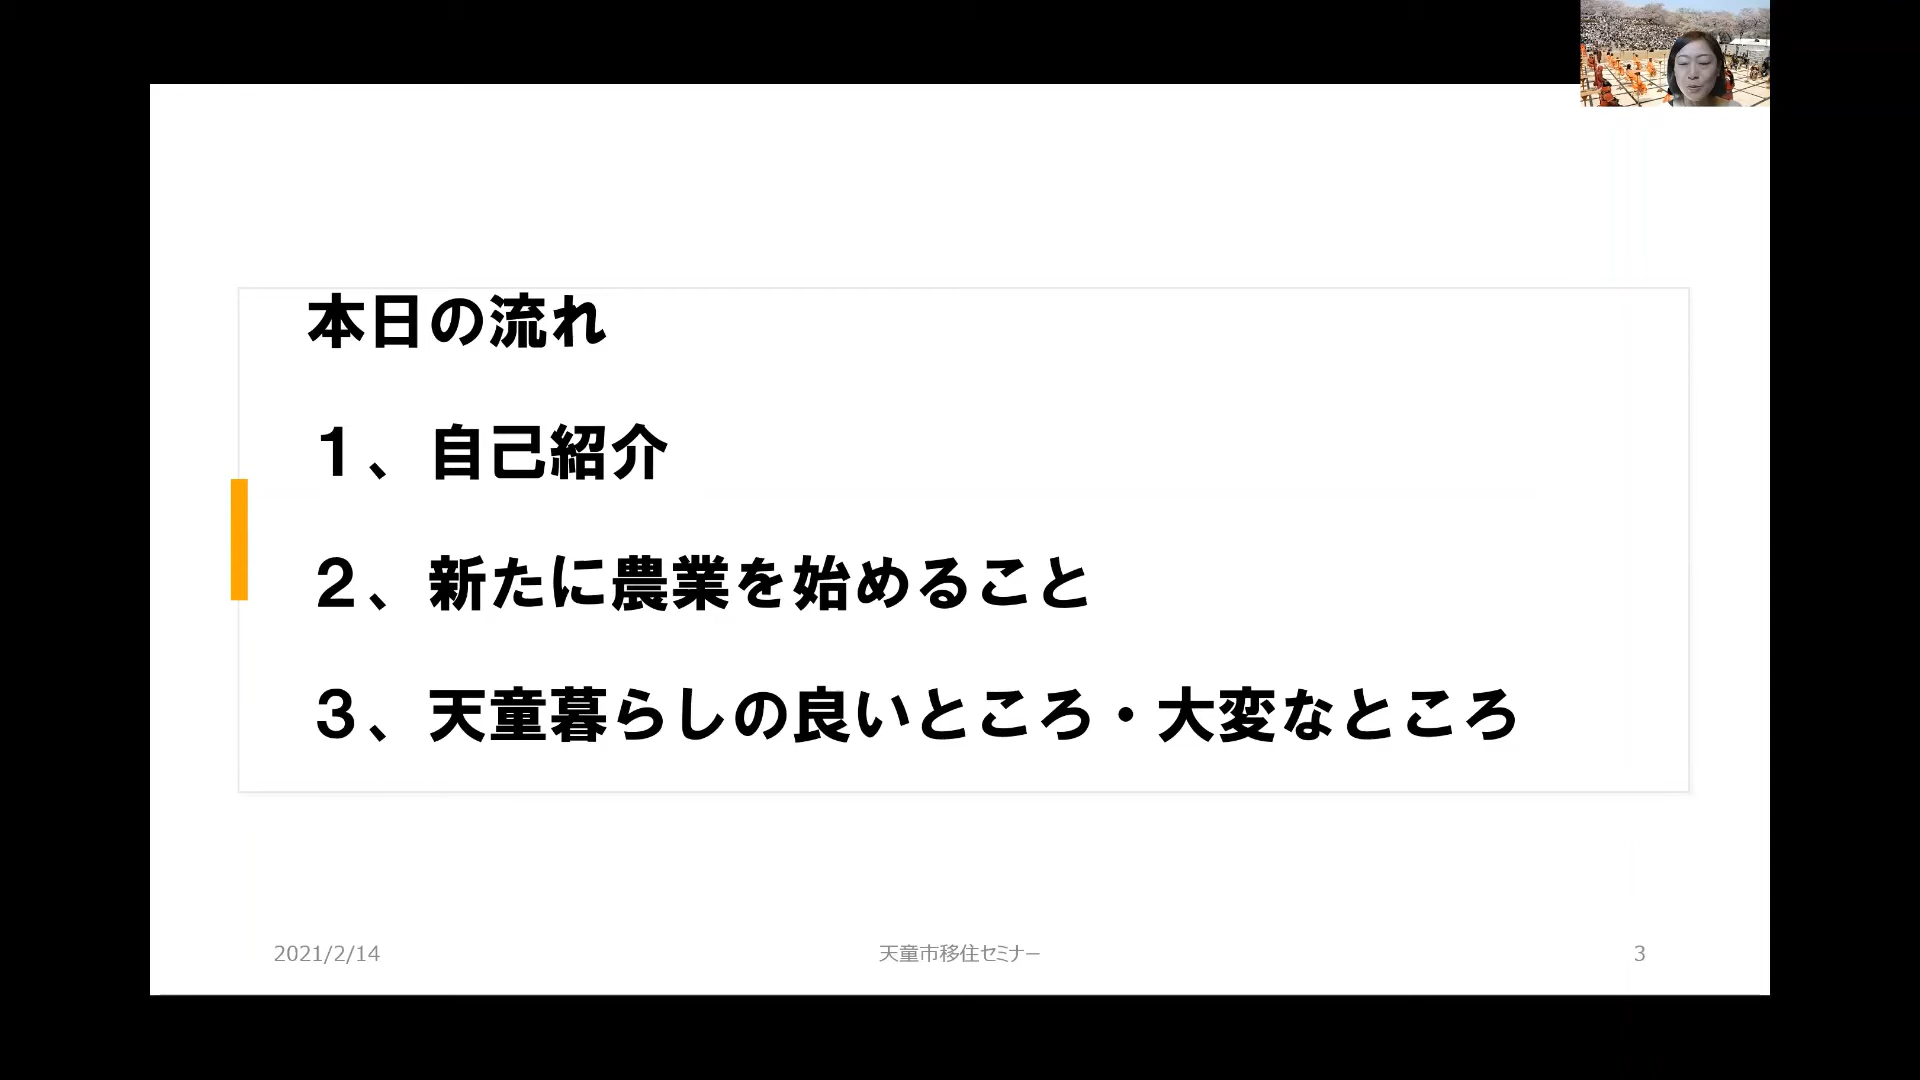 本日の流れ
１、自己紹介
２、新たに農業を始めること
３、天童暮らしの良いところ・大変なところ
2021/2/14
天童市移住セミナー
3